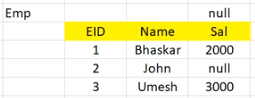 Emp null
EID Name Sal
1 Bhaskar 2000
2 John null
3 Umesh 3000